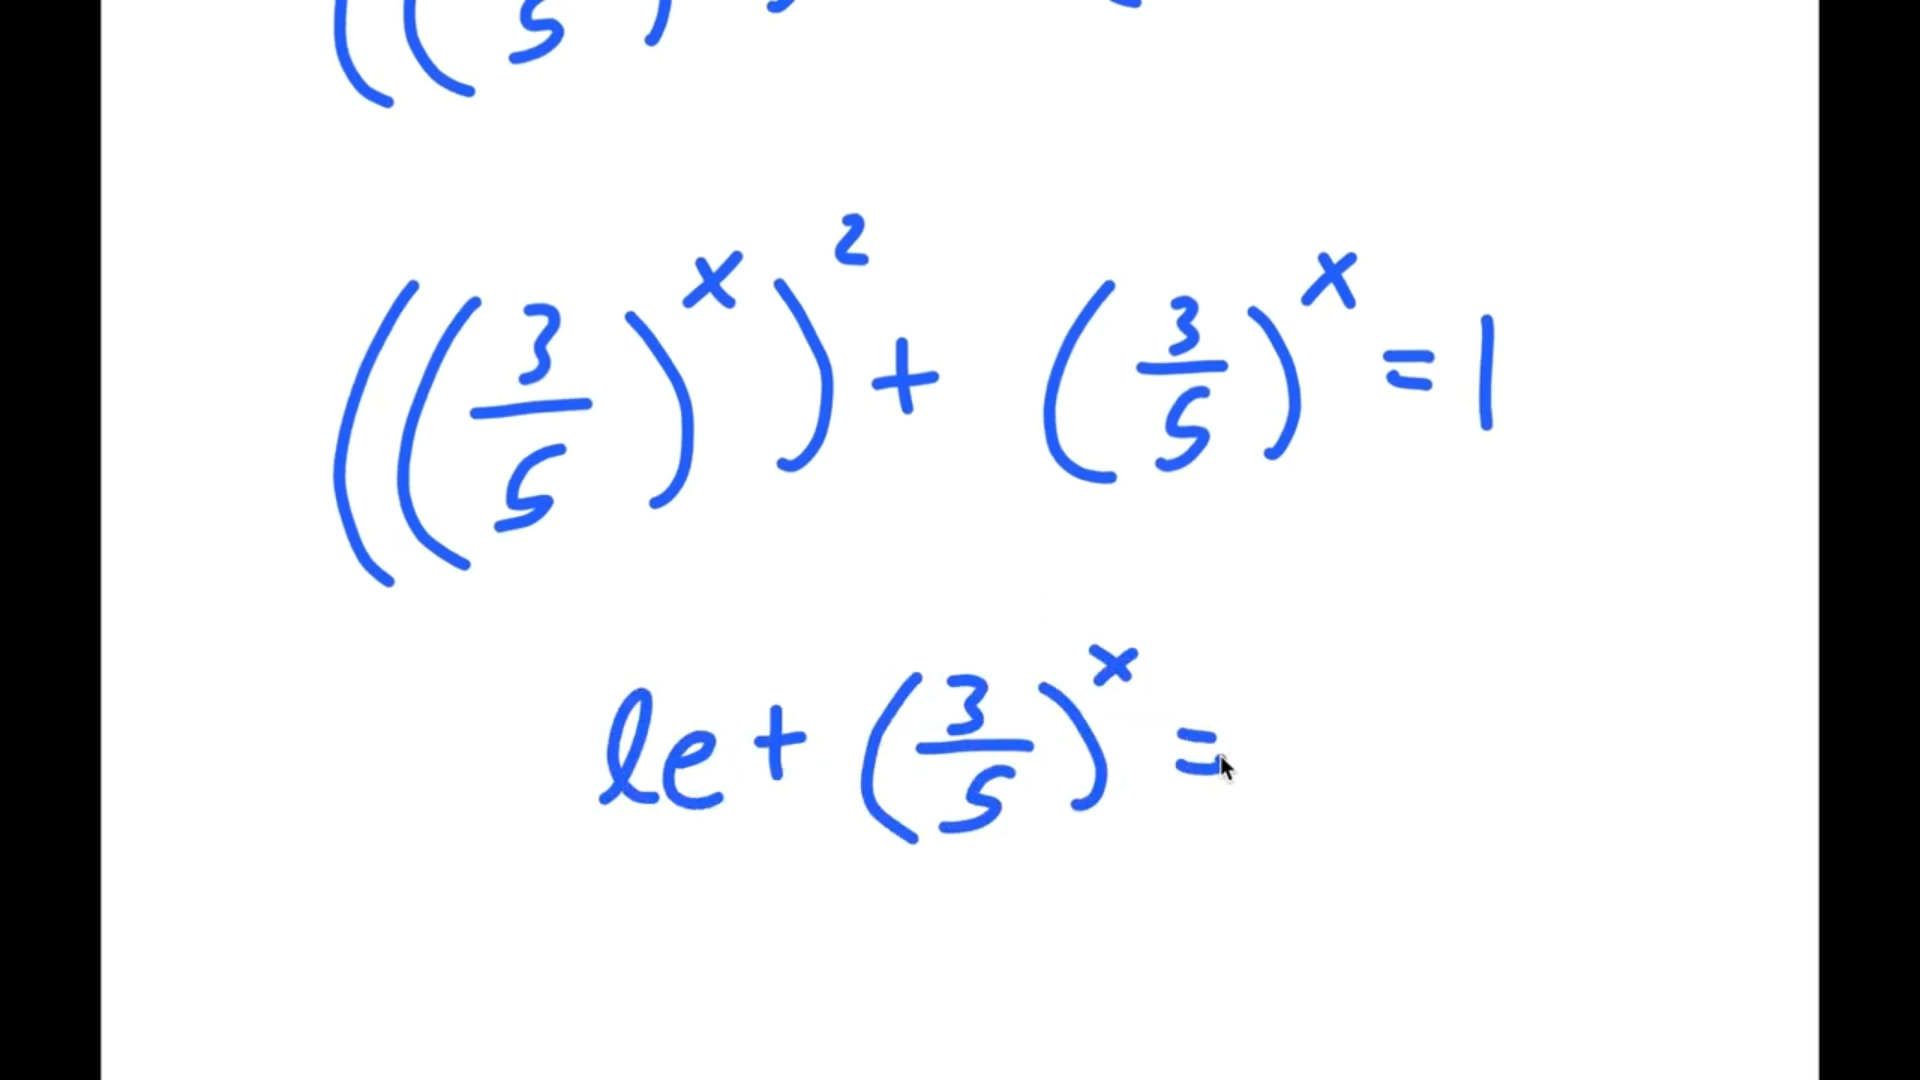 ((3/5)^x)^2 + (3/5)^x = 1
let (3/5)^x =